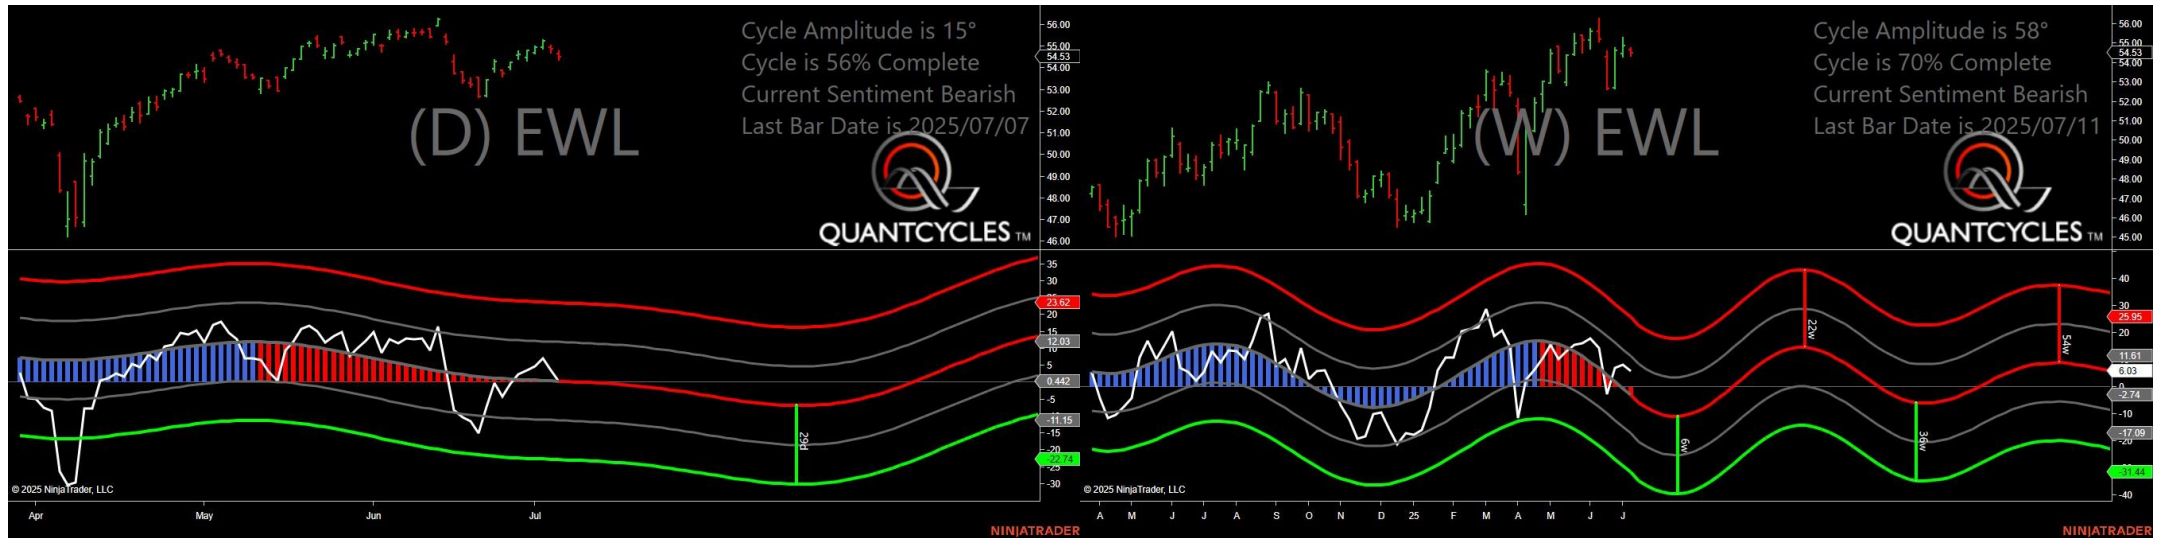 Cycle Amplitude is 15°
Cycle is 56% Complete
Current Sentiment Bearish
Last Bar Date is 2025/07/07
(D) EWL
QUANTCYCLES TM
56.00
55.00
54.53
54.00
53.00
52.00
51.00
50.00
49.00
48.00
47.00
46.00
35
30
23.62
20
15
12.03
5
0.442
-5
-11.15
-15
-22.74
-25
-30
29d
© 2025 NinjaTrader, LLC
Apr May Jun Jul
NINJATRADER
Cycle Amplitude is 58°
Cycle is 70% Complete
Current Sentiment Bearish
Last Bar Date is 2025/07/11
(W) EWL
QUANTCYCLES TM
56.00
55.00
54.53
54.00
53.00
52.00
51.00
50.00
49.00
48.00
47.00
46.00
45.00
40
30
25.95
20
11.61
6.03
0
-2.74
-10
-17.09
-20
-31.44
-40
22w
54w
6w
36w
© 2025 NinjaTrader, LLC
A M J J A S O N D 25 F M A M J J
NINJATRADER